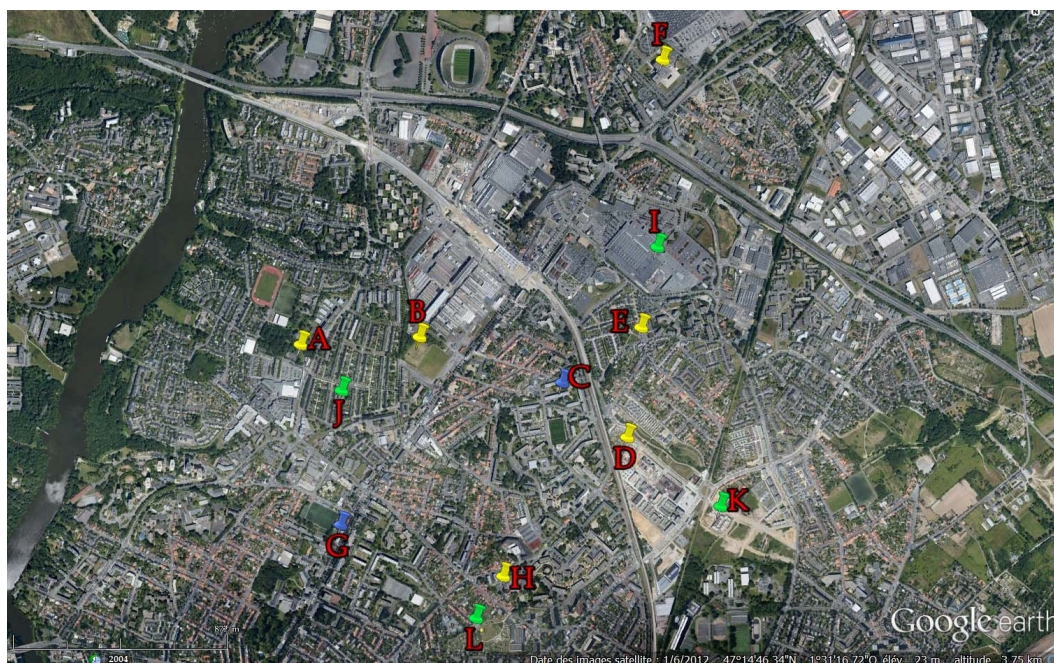 F
I
B
E
A
C
J
D
K
G
H
L
Google earth
2004
Date des images satellite : 1/6/2012 47°14'46.34"N 1°31'16.72"O élév. 23 m altitude 3.75 km